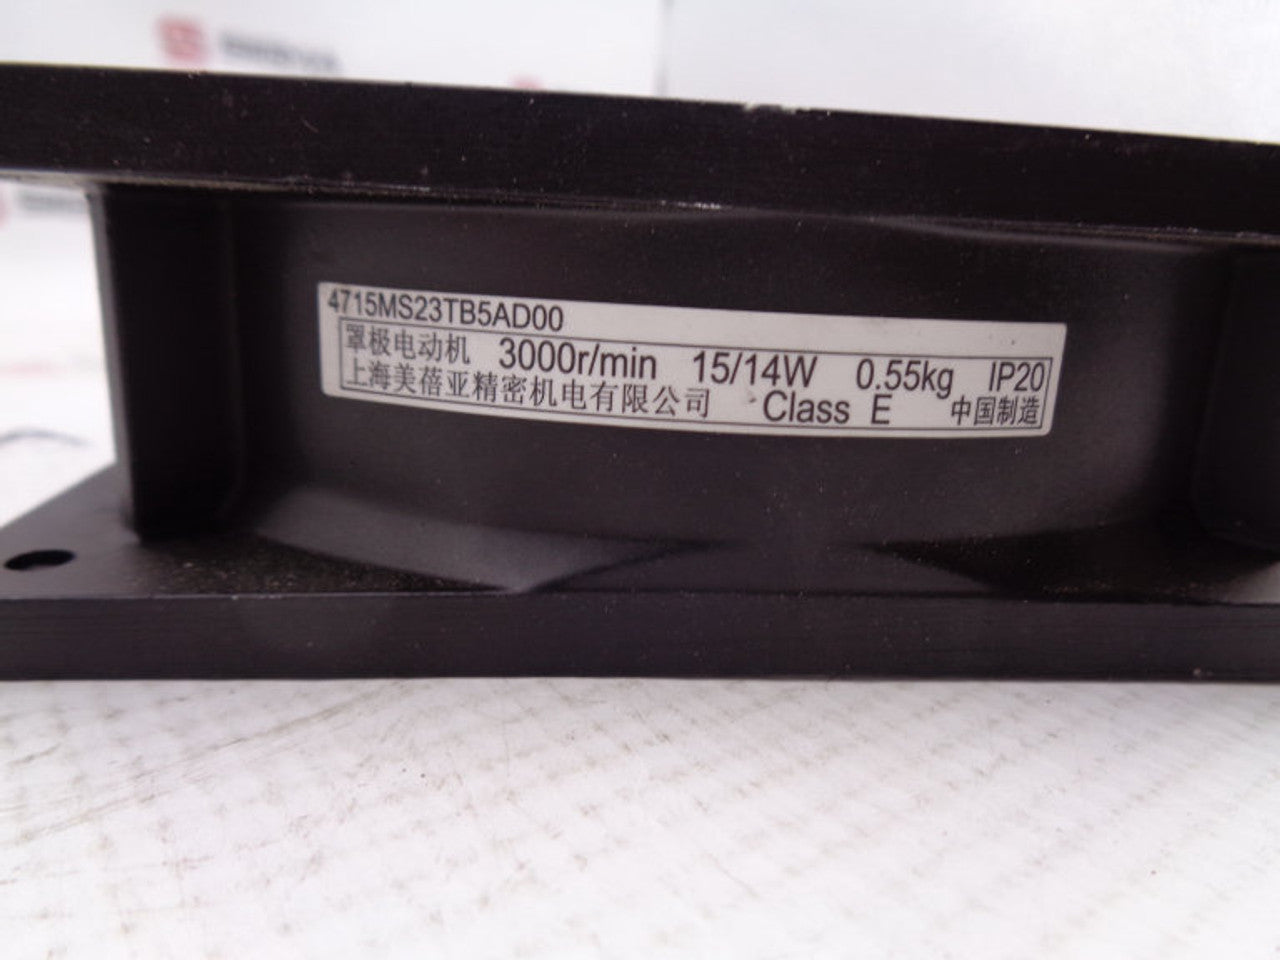 4715MS23TB5AD00
罩极电动机 3000r/min 15/14W 0.55kg IP20
上海美蓓亚精密机电有限公司 Class E 中国制造